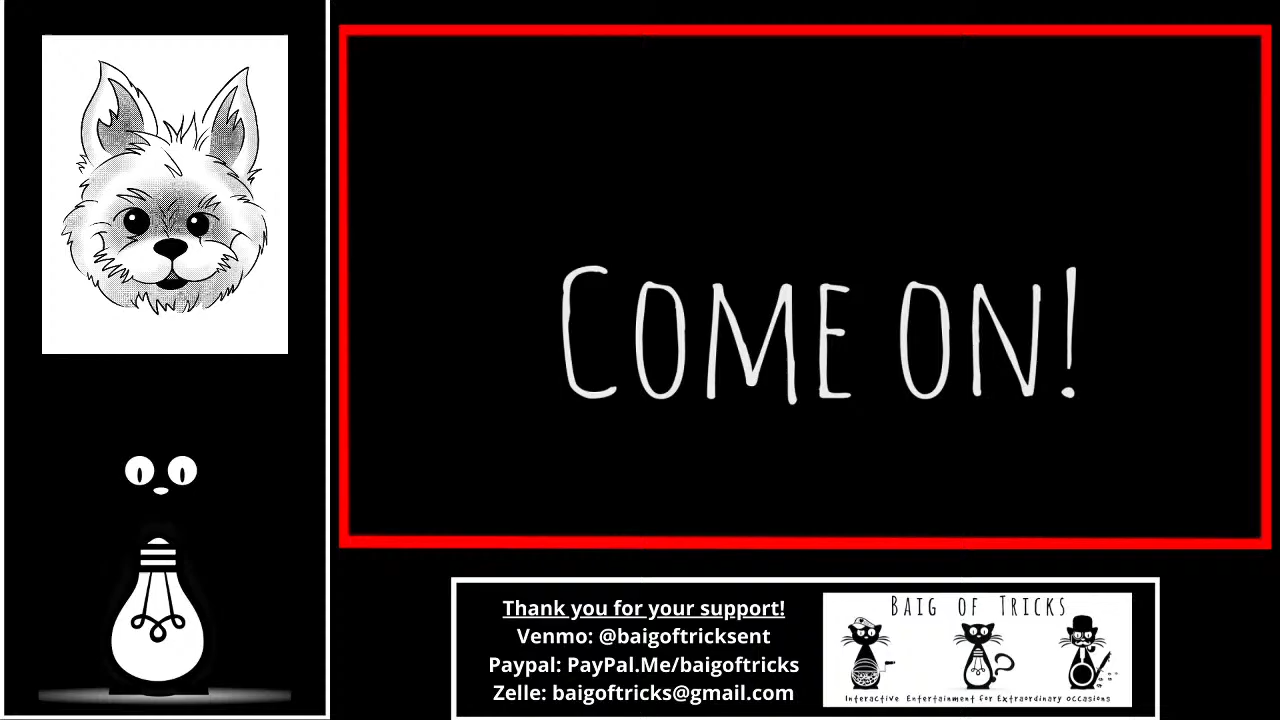 Come on!
Thank you for your support!
Venmo: @baigoftricksent
Paypal: PayPal.Me/baigoftricks
Zelle: baigoftricks@gmail.com
Baig of Tricks
Interactive Entertainment for Extraordinary occasions